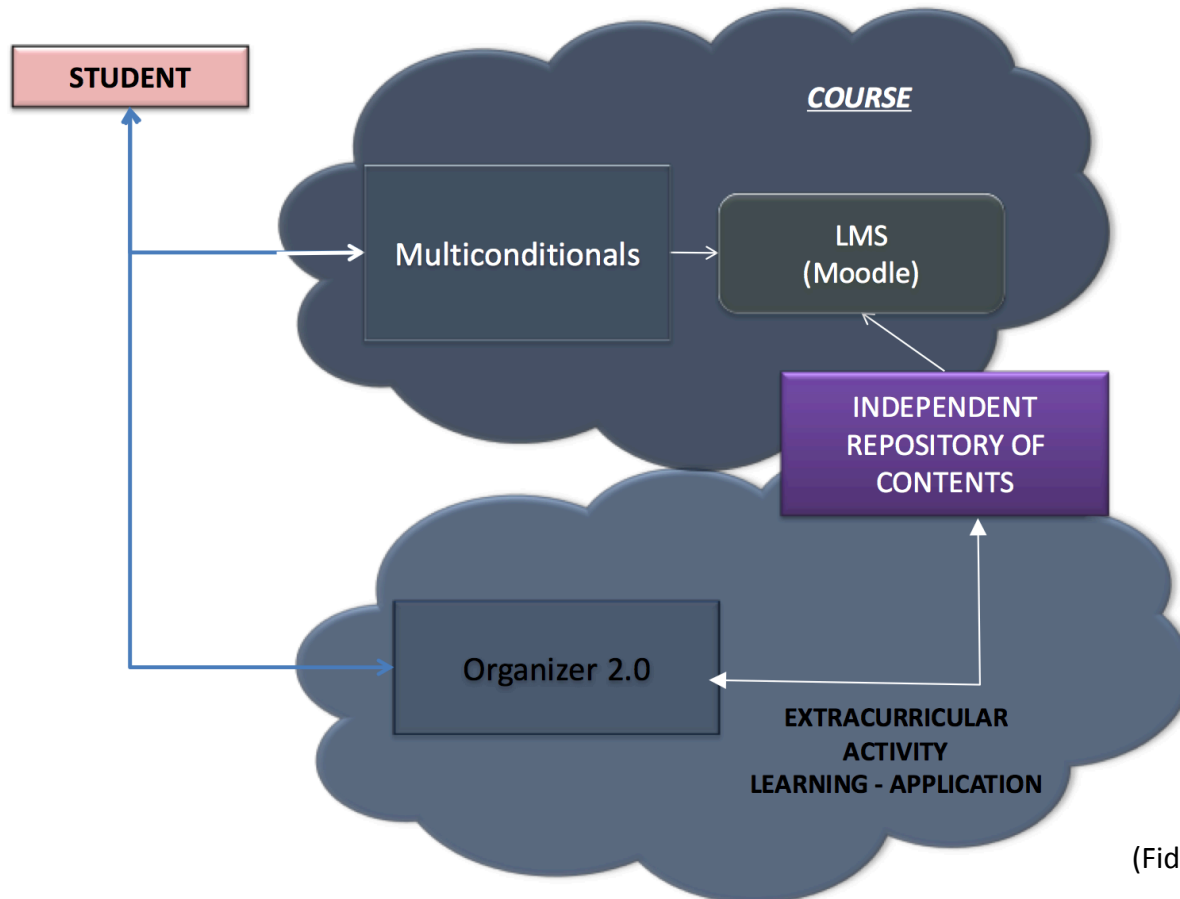 STUDENT
COURSE
Multiconditionals
LMS
(Moodle)
INDEPENDENT
REPOSITORY OF
CONTENTS
Organizer 2.0
EXTRACURRICULAR
ACTIVITY
LEARNING - APPLICATION
(Fid